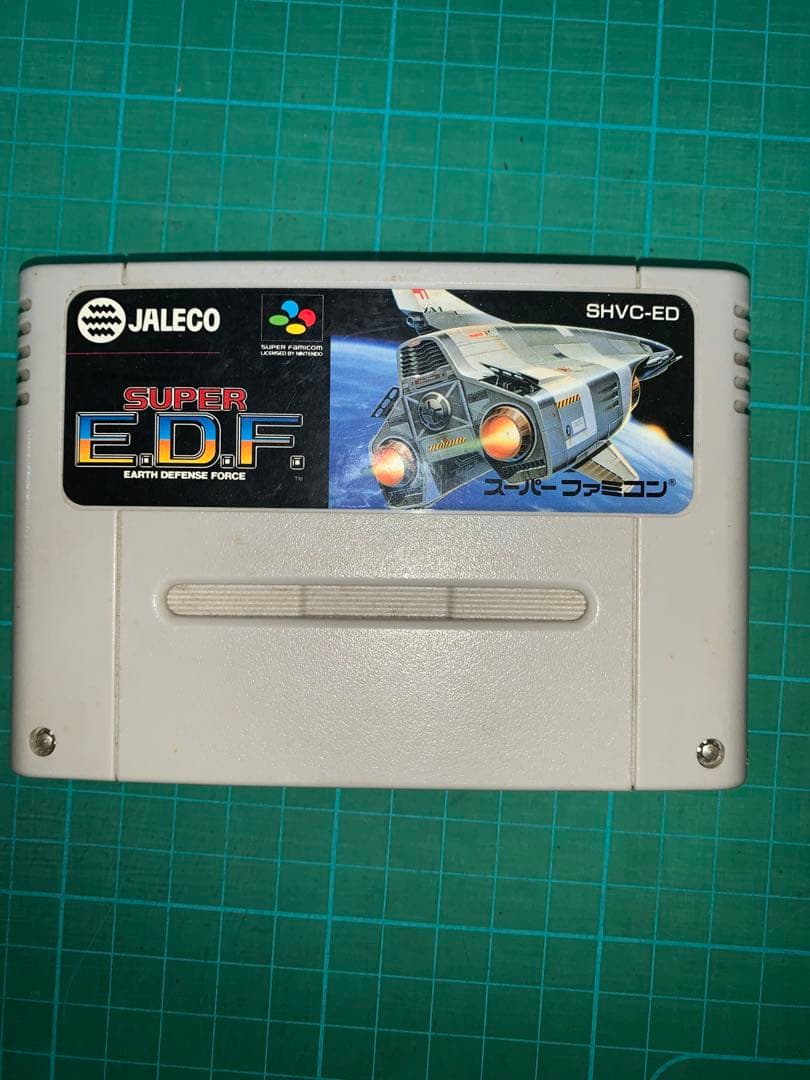 JALECO
SUPER FAMICOM
LICENSED BY NINTENDO
SHVC-ED
SUPER
E.D.F.
EARTH DEFENSE FORCE
TM
スーパーファミコン®